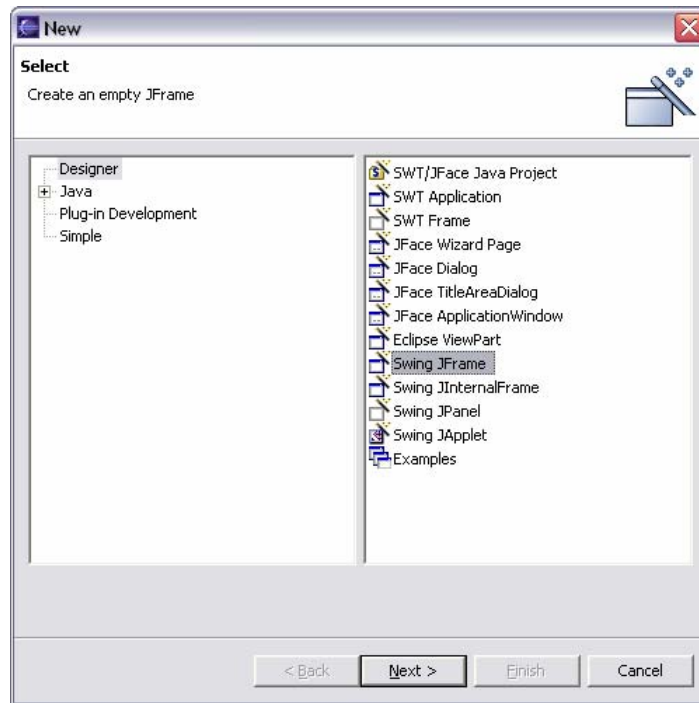 New
Select
Create an empty JFrame
Designer
Java
Plug-in Development
Simple
SWT/JFace Java Project
SWT Application
SWT Frame
JFace Wizard Page
JFace Dialog
JFace TitleAreaDialog
JFace ApplicationWindow
Eclipse ViewPart
Swing JFrame
Swing JInternalFrame
Swing JPanel
Swing JApplet
Examples
< Back Next > Finish Cancel